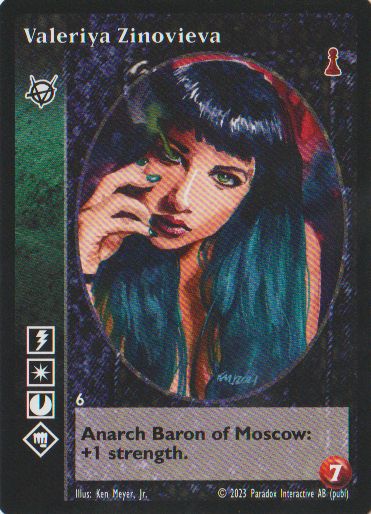 Valeriya Zinovieva
6
Anarch Baron of Moscow:
+1 strength.
7
Illus: Ken Meyer, Jr. © 2023 Paradox Interactive AB (publ)